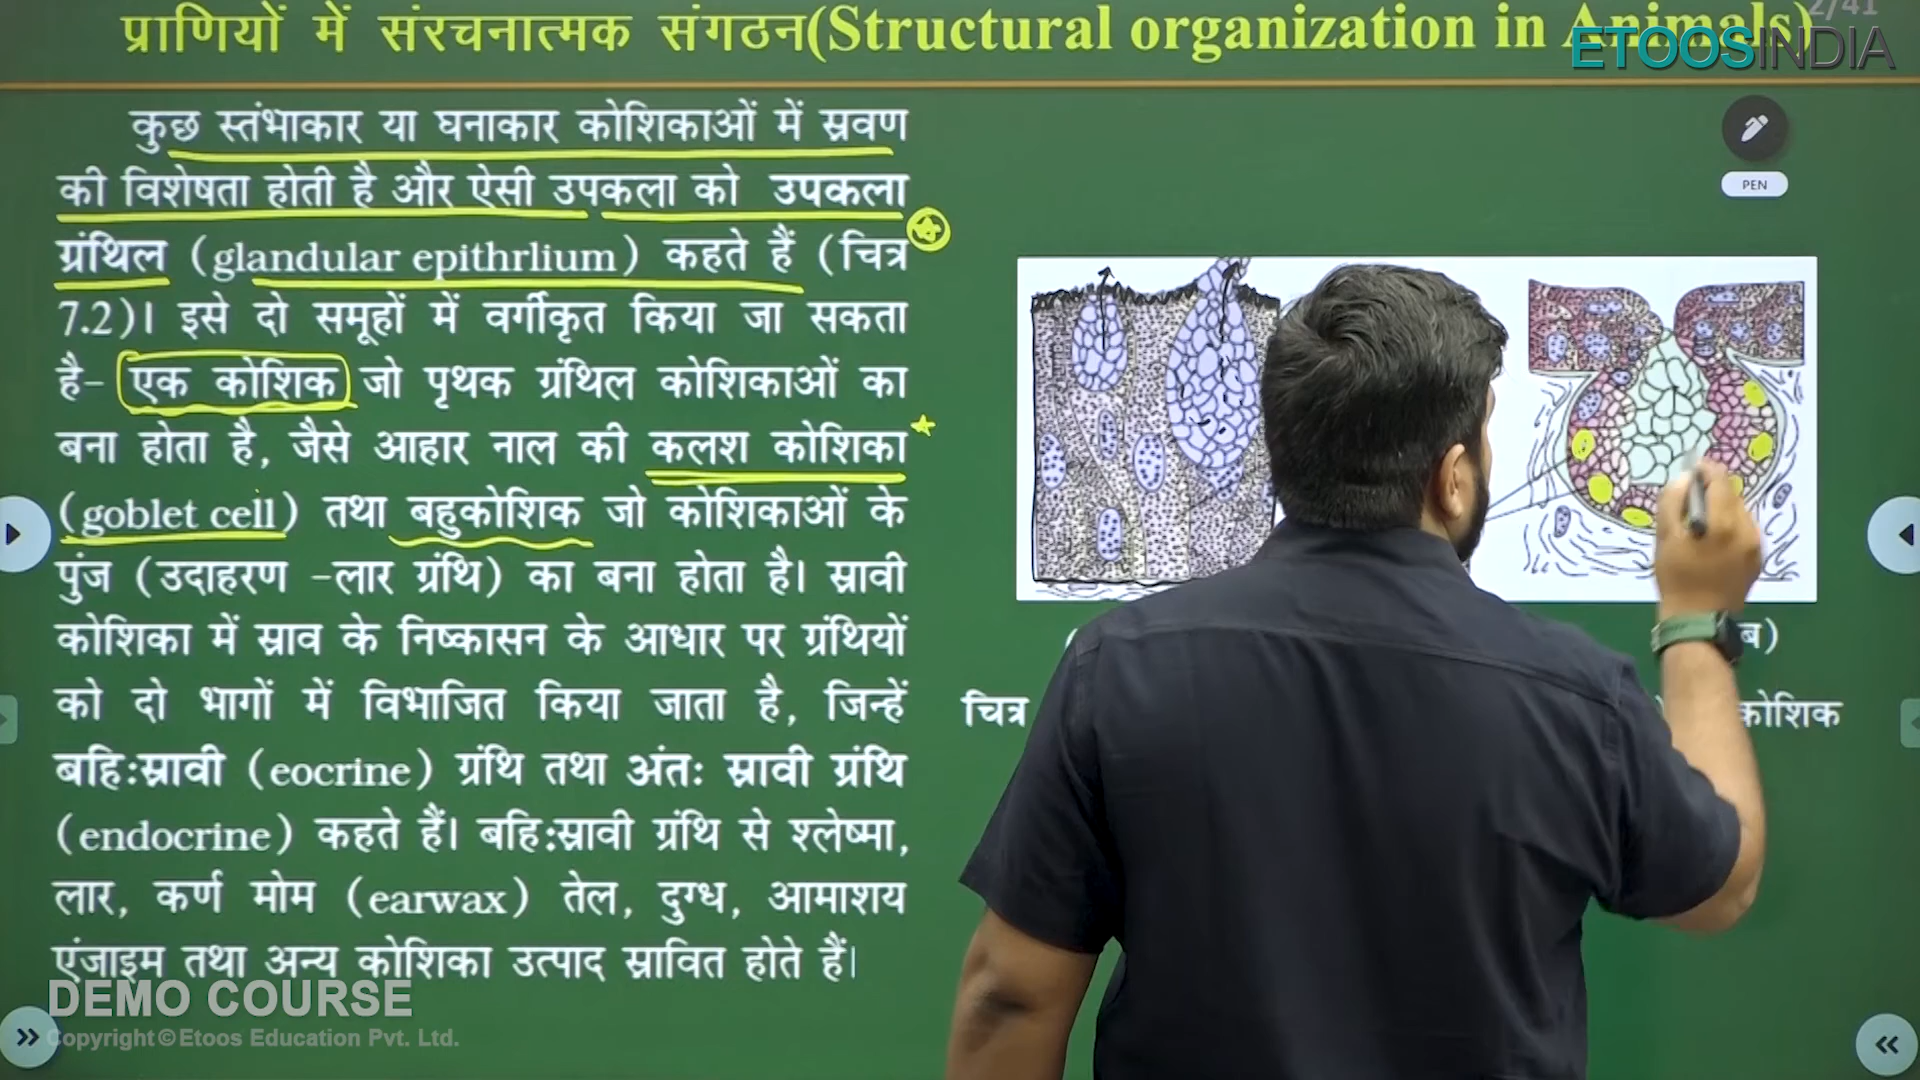 प्राणियों में संरचनात्मक संगठन(Structural organization in Animals)
2/41
ETOOSINDIA
PEN
कुछ स्तंभाकार या घनाकार कोशिकाओं में स्रवण
की विशेषता होती है और ऐसी उपकला को उपकला
ग्रंथिल (glandular epithrlium) कहते हैं (चित्र
7.2)। इसे दो समूहों में वर्गीकृत किया जा सकता
है- एक कोशिक जो पृथक ग्रंथिल कोशिकाओं का
बना होता है, जैसे आहार नाल की कलश कोशिका
(goblet cell) तथा बहुकोशिक जो कोशिकाओं के
पुंज (उदाहरण -लार ग्रंथि) का बना होता है। स्रावी
कोशिका में स्राव के निष्कासन के आधार पर ग्रंथियों
को दो भागों में विभाजित किया जाता है, जिन्हें
बहि:स्रावी (eocrine) ग्रंथि तथा अंत: स्रावी ग्रंथि
(endocrine) कहते हैं। बहि:स्रावी ग्रंथि से श्लेष्मा,
लार, कर्ण मोम (earwax) तेल, दुग्ध, आमाशय
एंजाइम तथा अन्य कोशिका उत्पाद स्रावित होते हैं।
ब)
चित्र
कोशिक
DEMO COURSE
Copyright © Etoos Education Pvt. Ltd.